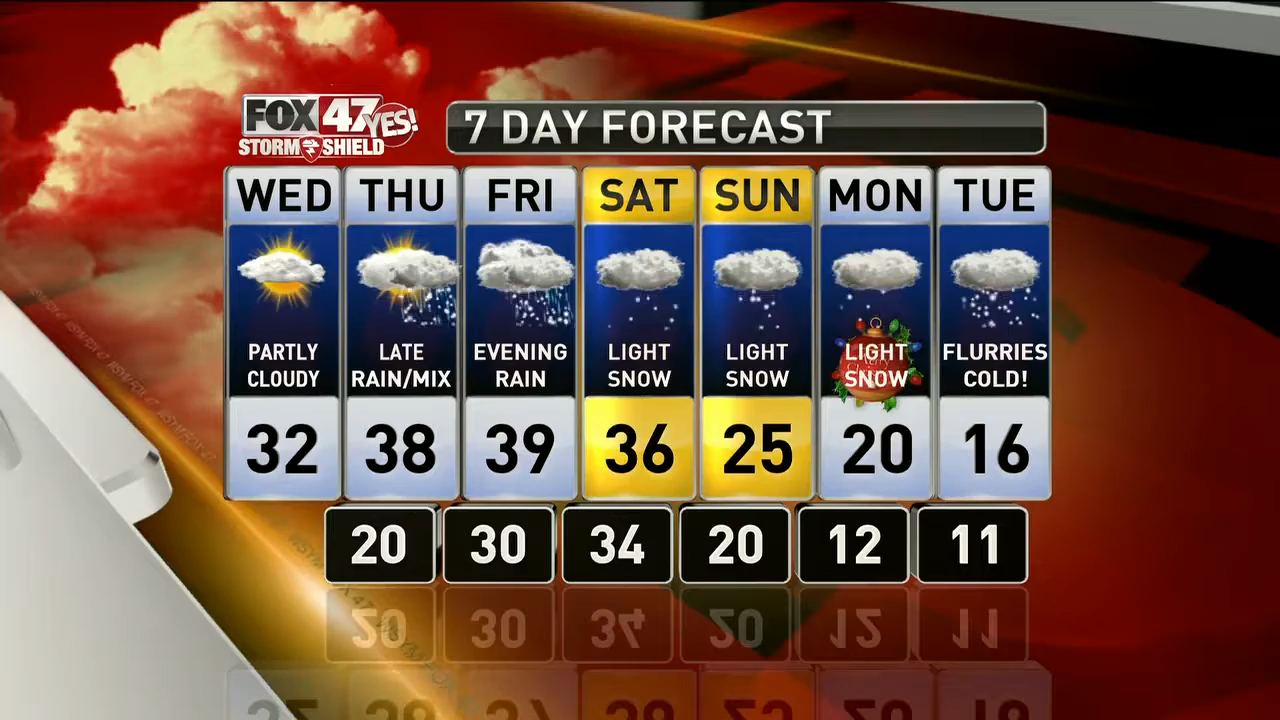 FOX 47 YES!
STORM SHIELD
7 DAY FORECAST
WED THU FRI SAT SUN MON TUE
PARTLY CLOUDY
LATE RAIN/MIX
EVENING RAIN
LIGHT SNOW
LIGHT SNOW
LIGHT SNOW
FLURRIES COLD!
32 38 39 36 25 20 16
20 30 34 20 12 11